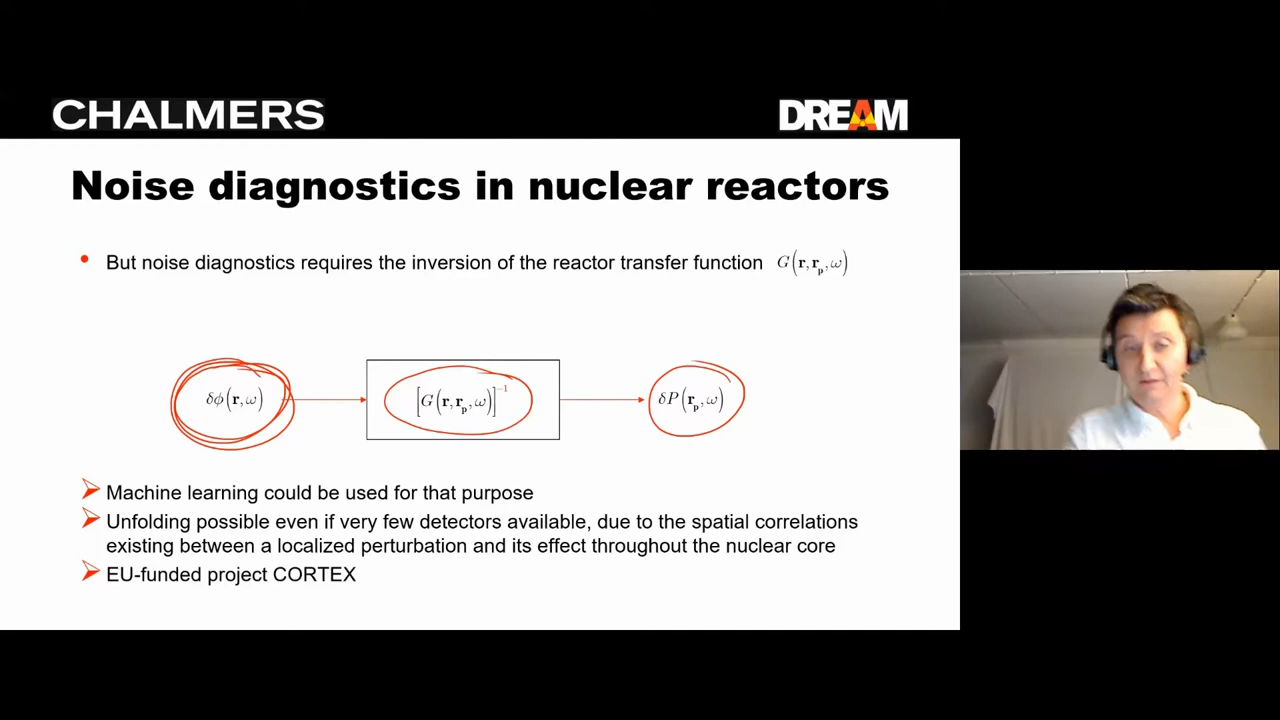 CHALMERS
DREAM
Noise diagnostics in nuclear reactors
• But noise diagnostics requires the inversion of the reactor transfer function G(r,rₚ,ω)
δϕ(r,ω)
[G(r,rₚ,ω)]⁻¹
δP(rₚ,ω)
Machine learning could be used for that purpose
Unfolding possible even if very few detectors available, due to the spatial correlations
existing between a localized perturbation and its effect throughout the nuclear core
EU-funded project CORTEX